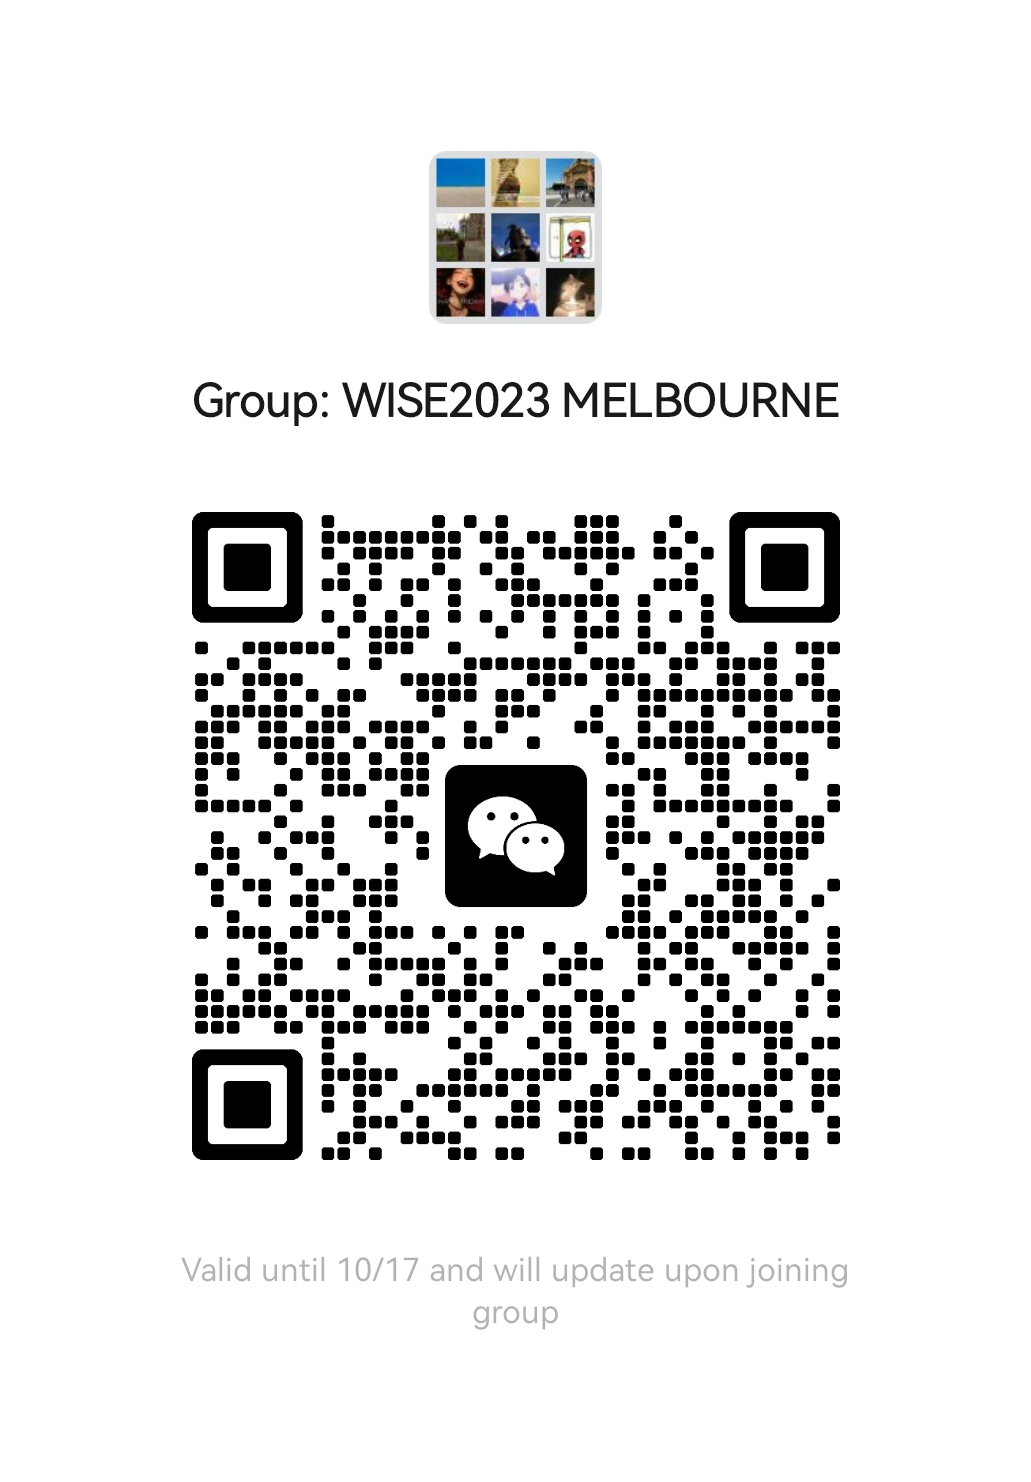 Group: WISE2023 MELBOURNE
Valid until 10/17 and will update upon joining
group